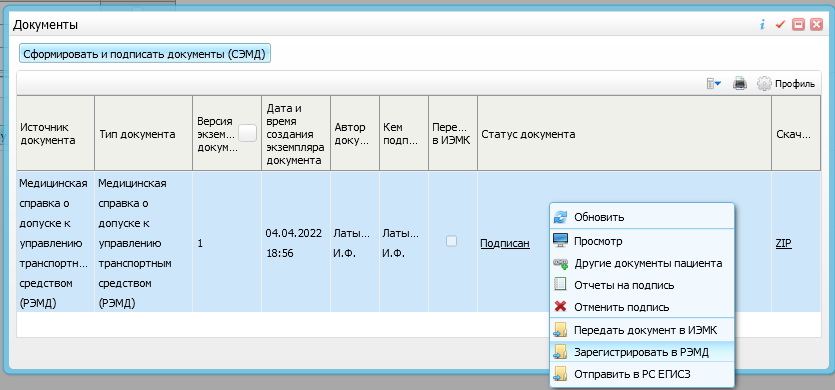 Документы
Сформировать и подписать документы (СЭМД)
Профиль
Источник
документа
Тип документа
Версия
экзем...
докум...
Дата и
время
создания
экземпляра
документа
Автор
доку...
Кем
подп...
Пере...
в ИЭМК
Статус документа
Скач...
Медицинская
справка о
допуске к
управлению
транспортн...
средством
(РЭМД)
Медицинская
справка о
допуске к
управлению
транспортным
средством
(РЭМД)
1
04.04.2022
18:56
Латы...
И.Ф.
Латы...
И.Ф.
Подписан
ZIP
Обновить
Просмотр
Другие документы пациента
Отчеты на подпись
Отменить подпись
Передать документ в ИЭМК
Зарегистрировать в РЭМД
Отправить в РС ЕГИСЗ